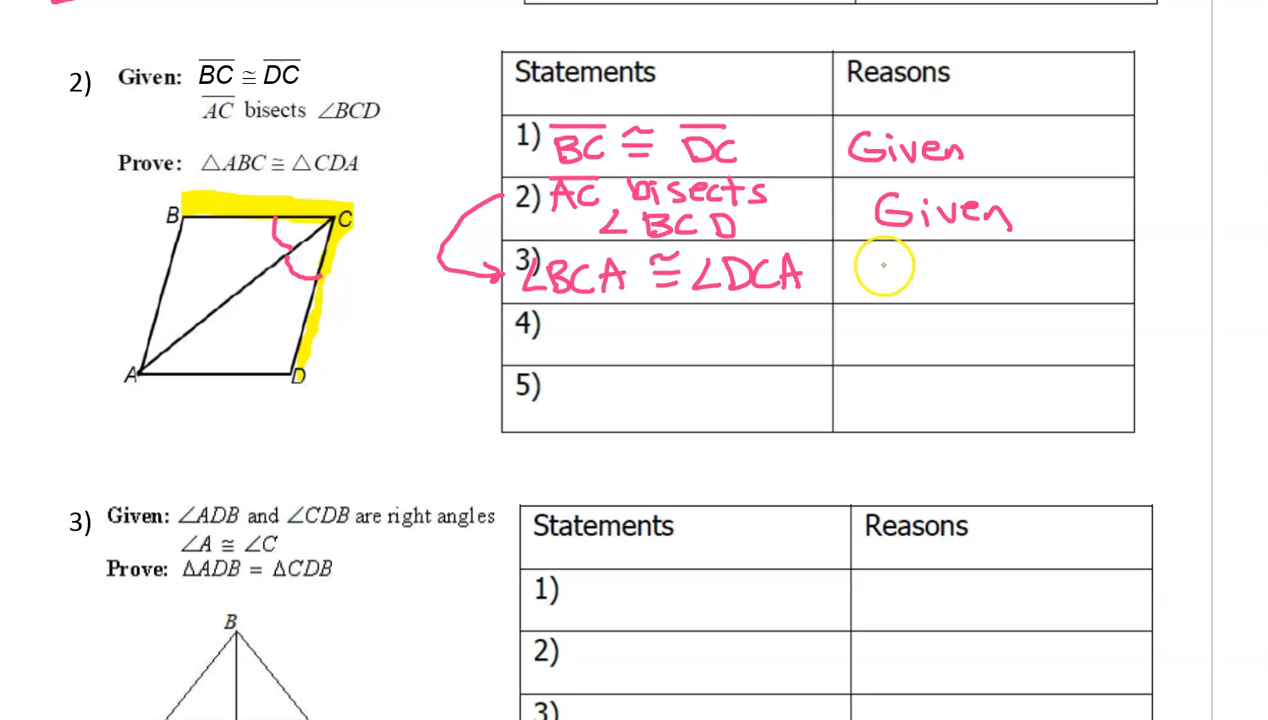 2) Given: BC ≅ DC
AC bisects ∠BCD
Prove: △ABC ≅ △CDA
B
C
A
D
Statements
Reasons
1) BC ≅ DC
Given
2) AC bisects
∠BCD
Given
3) ∠BCA ≅ ∠DCA
4)
5)
3) Given: ∠ADB and ∠CDB are right angles
∠A ≅ ∠C
Prove: ΔADB = ΔCDB
B
Statements
Reasons
1)
2)
3)